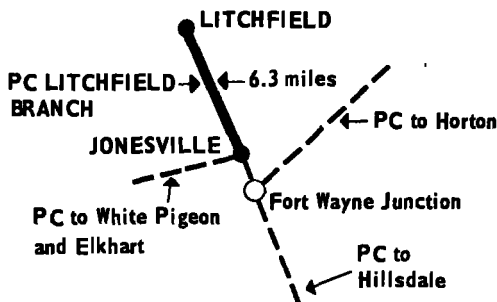 LITCHFIELD
PC LITCHFIELD
BRANCH
6.3 miles
PC to Horton
JONESVILLE
Fort Wayne Junction
PC to White Pigeon
and Elkhart
PC to
Hillsdale